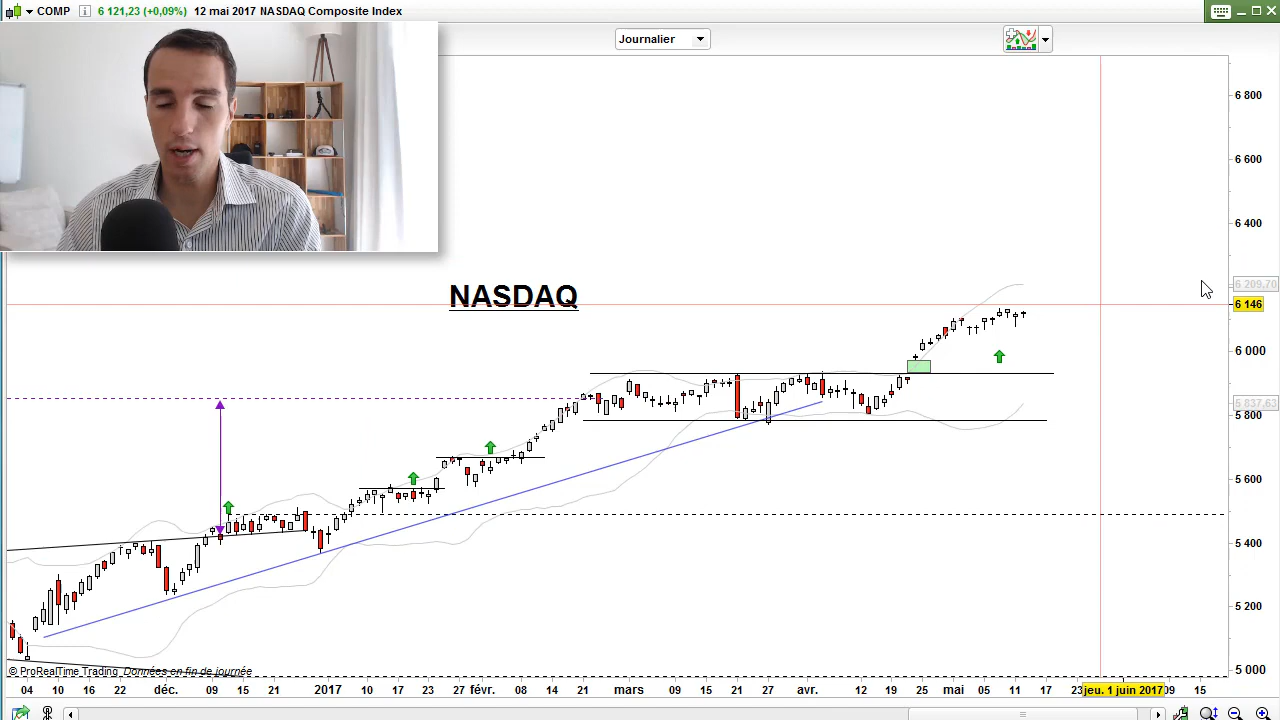 COMP i 6 121,23 (+0,09%) 12 mai 2017 NASDAQ Composite Index
Journalier
6 800
6 600
6 400
NASDAQ
6 209,70
6 146
6 000
5 837,63
5 800
5 600
5 400
5 200
5 000
© ProRealTime Trading Données en fin de journée
04 10 16 22 déc. 09 15 21 2017 10 17 23 27 févr. 08 14 21 mars 09 15 21 27 avr. 12 19 25 mai 05 11 17 23 jeu. 1 juin 2017 09 15